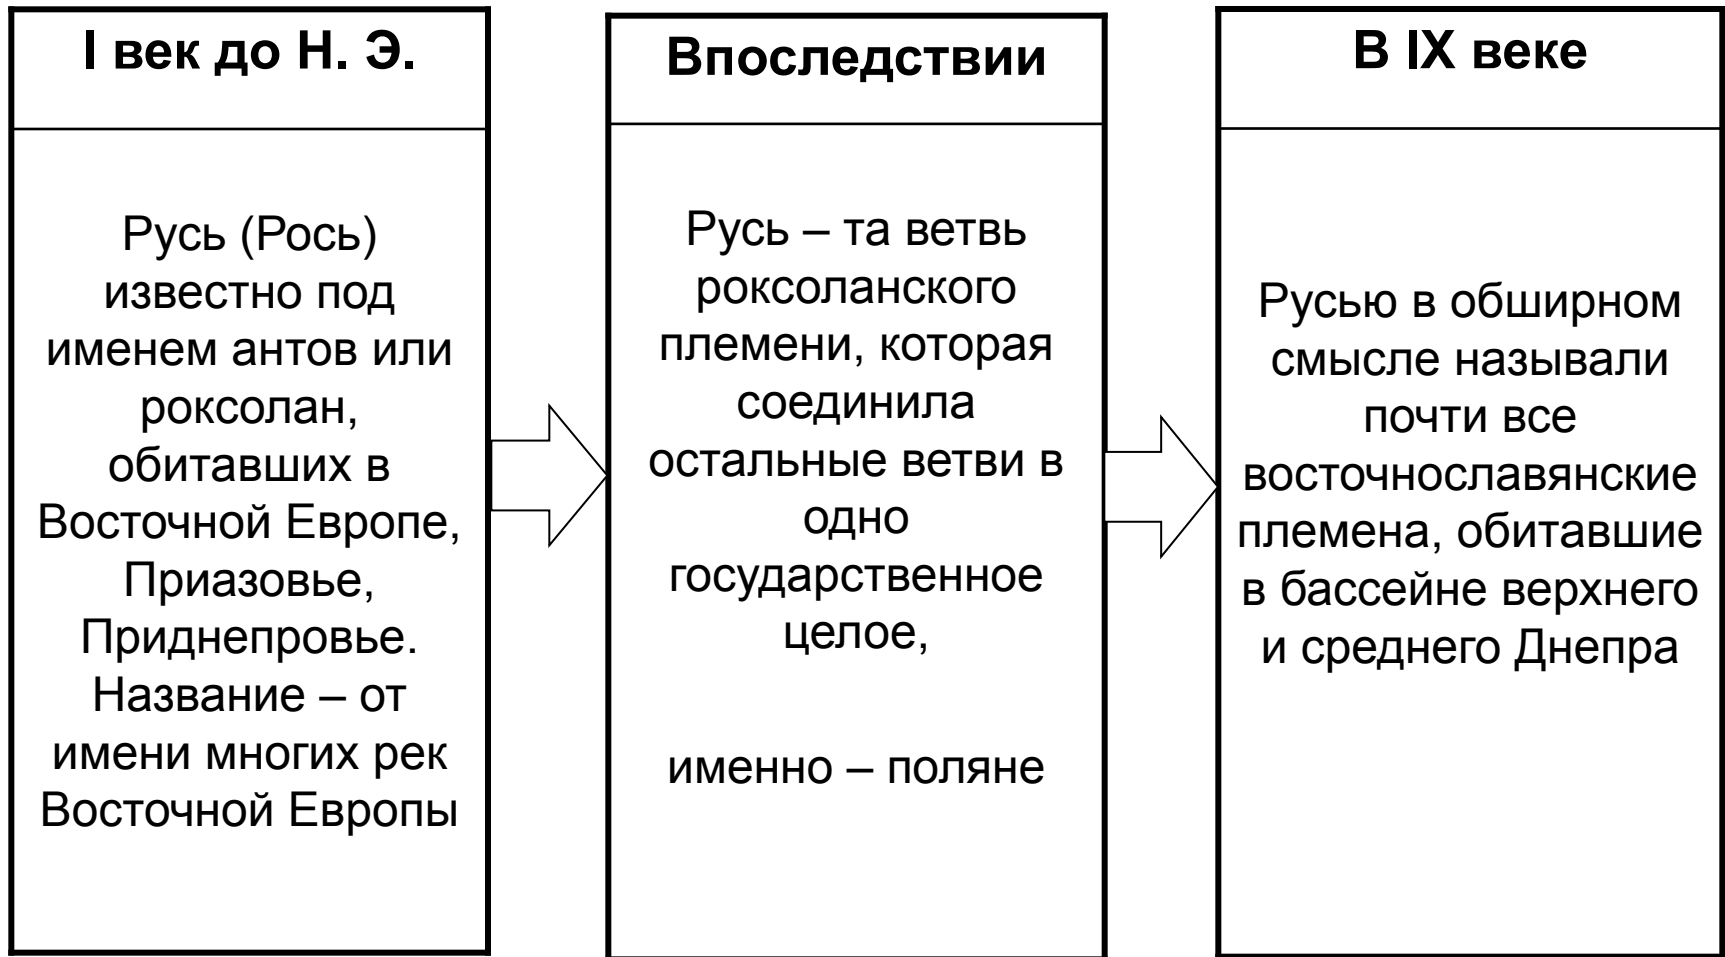 I век до Н. Э.
Русь (Рось)
известно под
именем антов или
роксолан,
обитавших в
Восточной Европе,
Приазовье,
Приднепровье.
Название – от
имени многих рек
Восточной Европы
Впоследствии
Русь – та ветвь
роксоланского
племени, которая
соединила
остальные ветви в
одно
государственное
целое,
именно – поляне
В IX веке
Русью в обширном
смысле называли
почти все
восточнославянские
племена, обитавшие
в бассейне верхнего
и среднего Днепра